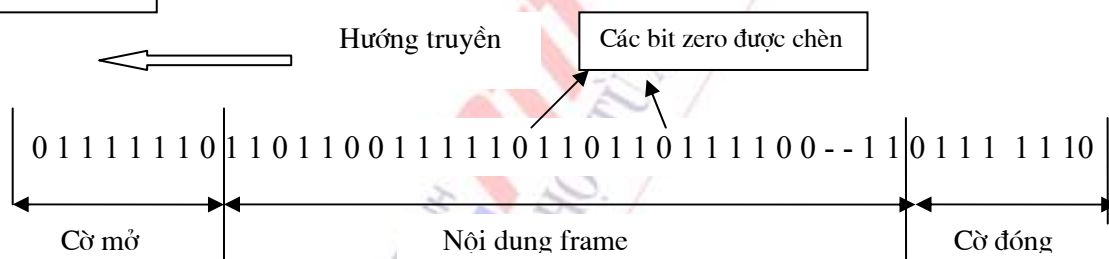 Hướng truyền
Các bit zero được chèn
0 1 1 1 1 1 1 0 1 1 0 1 1 0 0 1 1 1 1 1 0 1 1 0 1 1 0 1 1 1 1 0 0 - - 1 1 0 1 1 1 1 1 10
Cờ mở
Nội dung frame
Cờ đóng